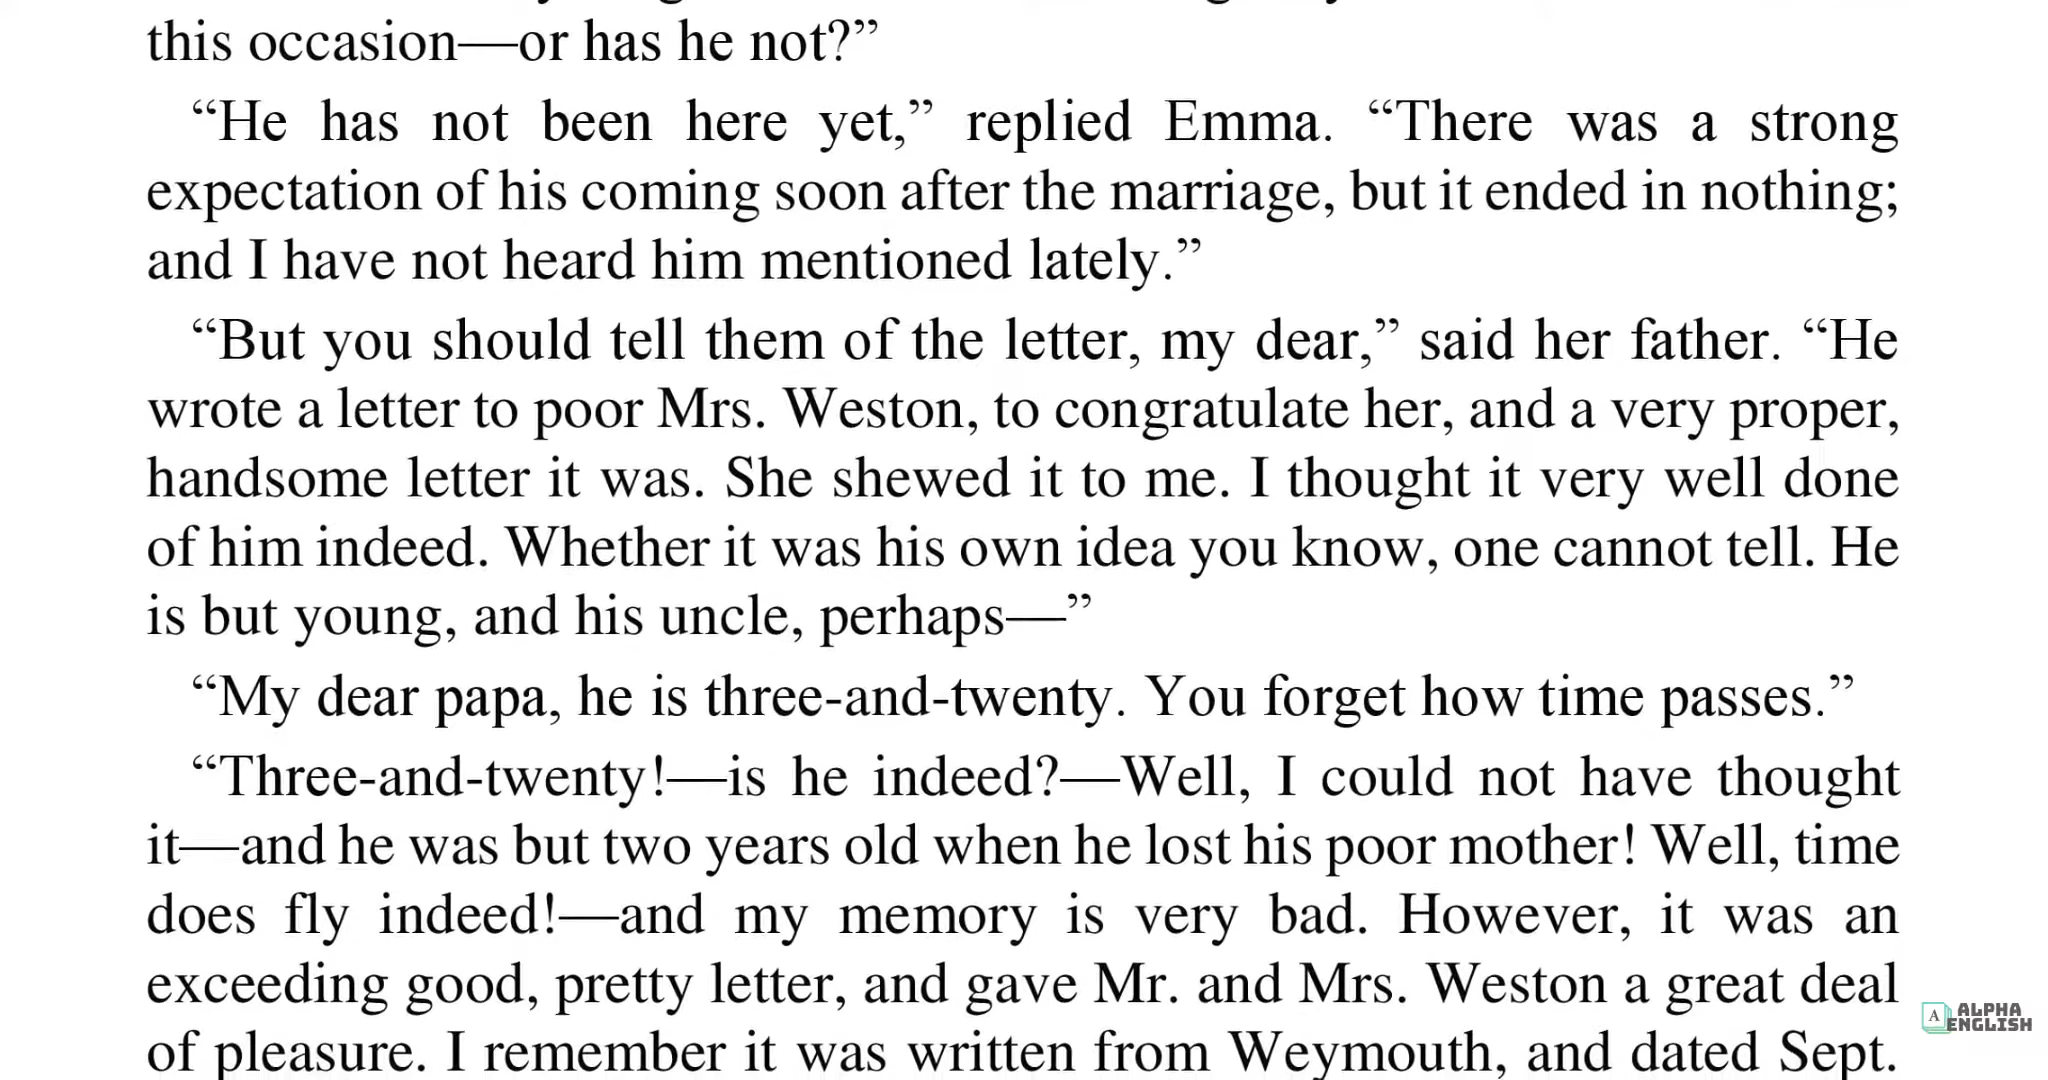 this occasion—or has he not?”
“He has not been here yet,” replied Emma. “There was a strong
expectation of his coming soon after the marriage, but it ended in nothing;
and I have not heard him mentioned lately.”
“But you should tell them of the letter, my dear,” said her father. “He
wrote a letter to poor Mrs. Weston, to congratulate her, and a very proper,
handsome letter it was. She shewed it to me. I thought it very well done
of him indeed. Whether it was his own idea you know, one cannot tell. He
is but young, and his uncle, perhaps—”
“My dear papa, he is three-and-twenty. You forget how time passes.”
“Three-and-twenty!—is he indeed?—Well, I could not have thought
it—and he was but two years old when he lost his poor mother! Well, time
does fly indeed!—and my memory is very bad. However, it was an
exceeding good, pretty letter, and gave Mr. and Mrs. Weston a great deal
of pleasure. I remember it was written from Weymouth, and dated Sept.
A ALPHA
ENGLISH